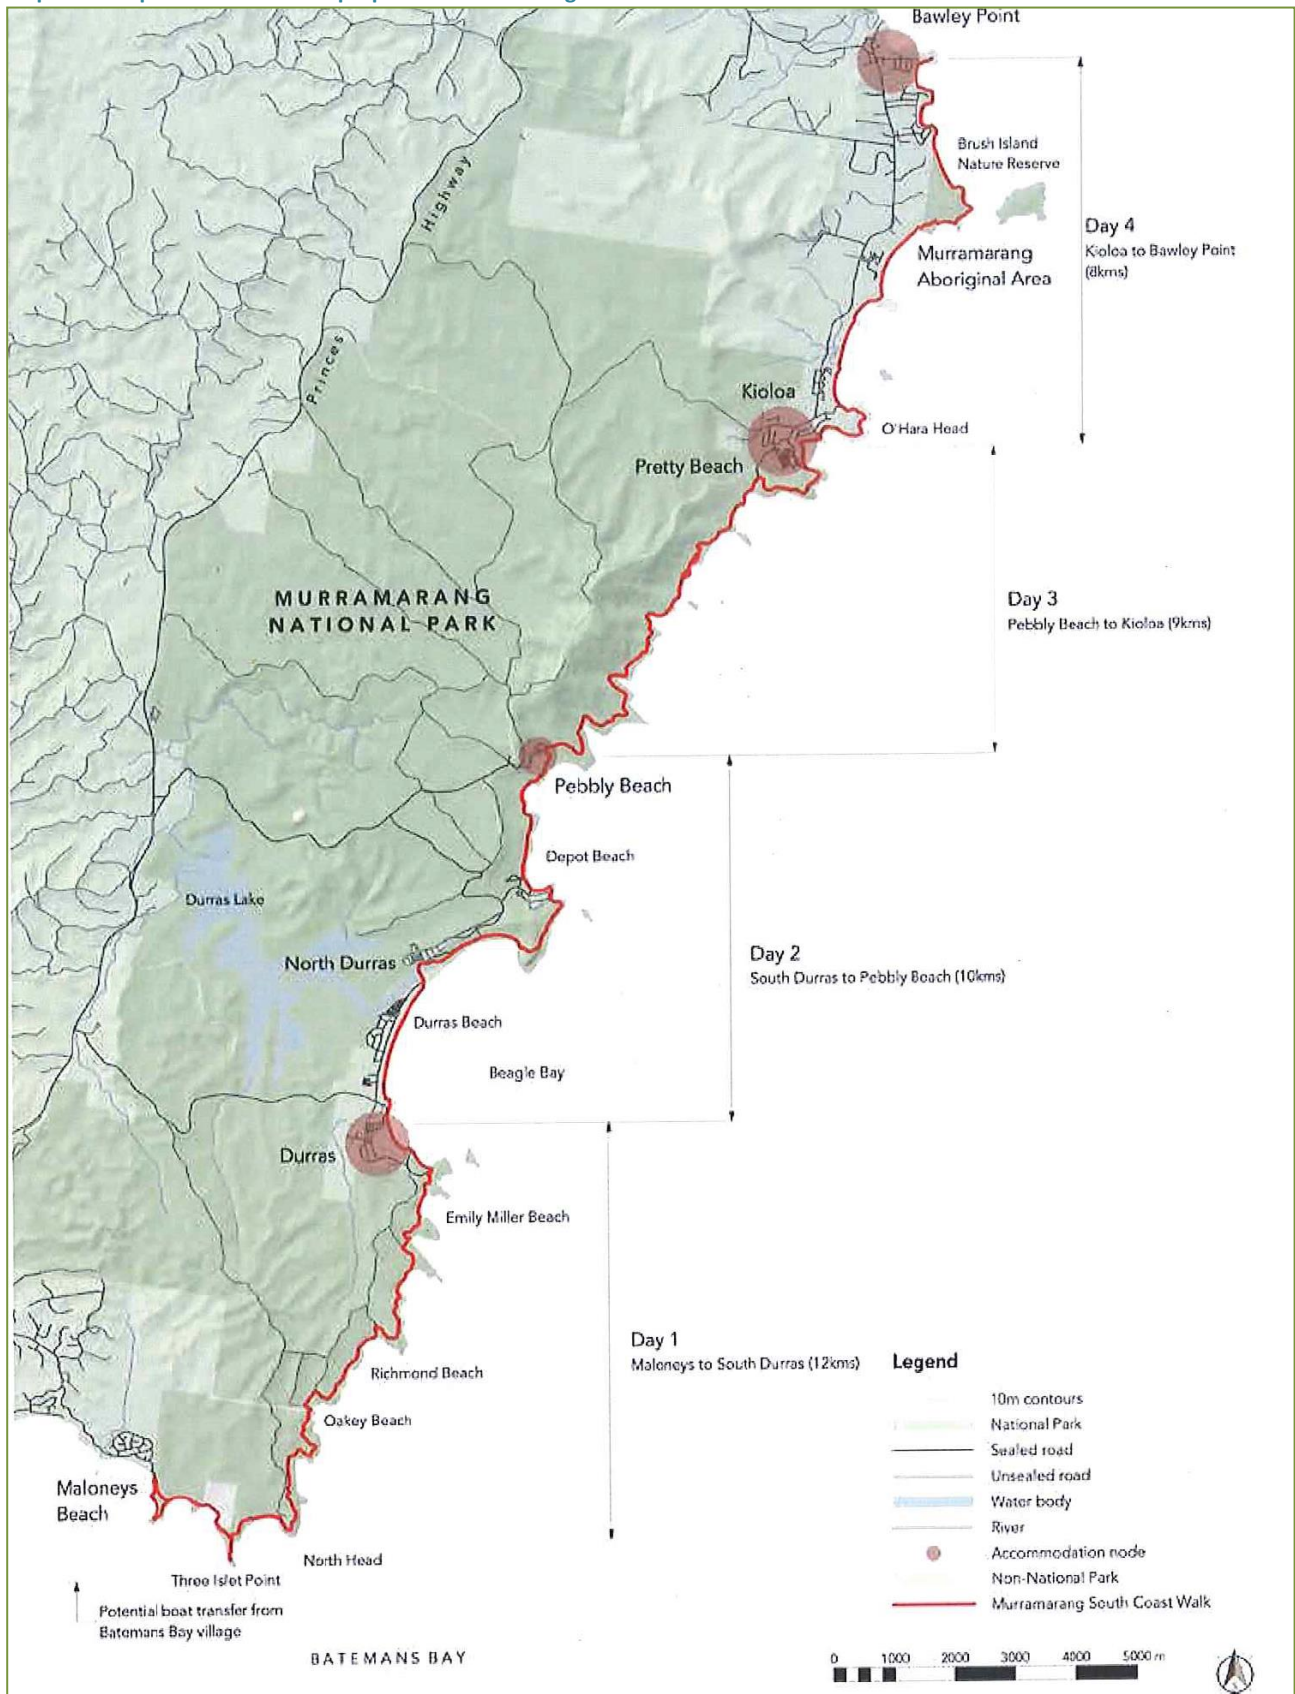 Bawley Point
Brush Island
Nature Reserve
Highway
Day 4
Kioloa to Bawley Point
(8kms)
Murramarang
Aboriginal Area
Princes
Kioloa
O'Hara Head
Pretty Beach
MURRAMARANG
NATIONAL PARK
Day 3
Pebbly Beach to Kioloa (9kms)
Pebbly Beach
Depot Beach
Durras Lake
North Durras
Day 2
South Durras to Pebbly Beach (10kms)
Durras Beach
Beagle Bay
Durras
Emily Miller Beach
Day 1
Maloneys to South Durras (12kms)
Richmond Beach
Oakey Beach
Maloneys
Beach
North Head
Three Islet Point
Potential boat transfer from
Batemans Bay village
BATEMANS BAY
Legend
10m contours
National Park
Sealed road
Unsealed road
Water body
River
Accommodation node
Non-National Park
Murramarang South Coast Walk
0 1000 2000 3000 4000 5000 m